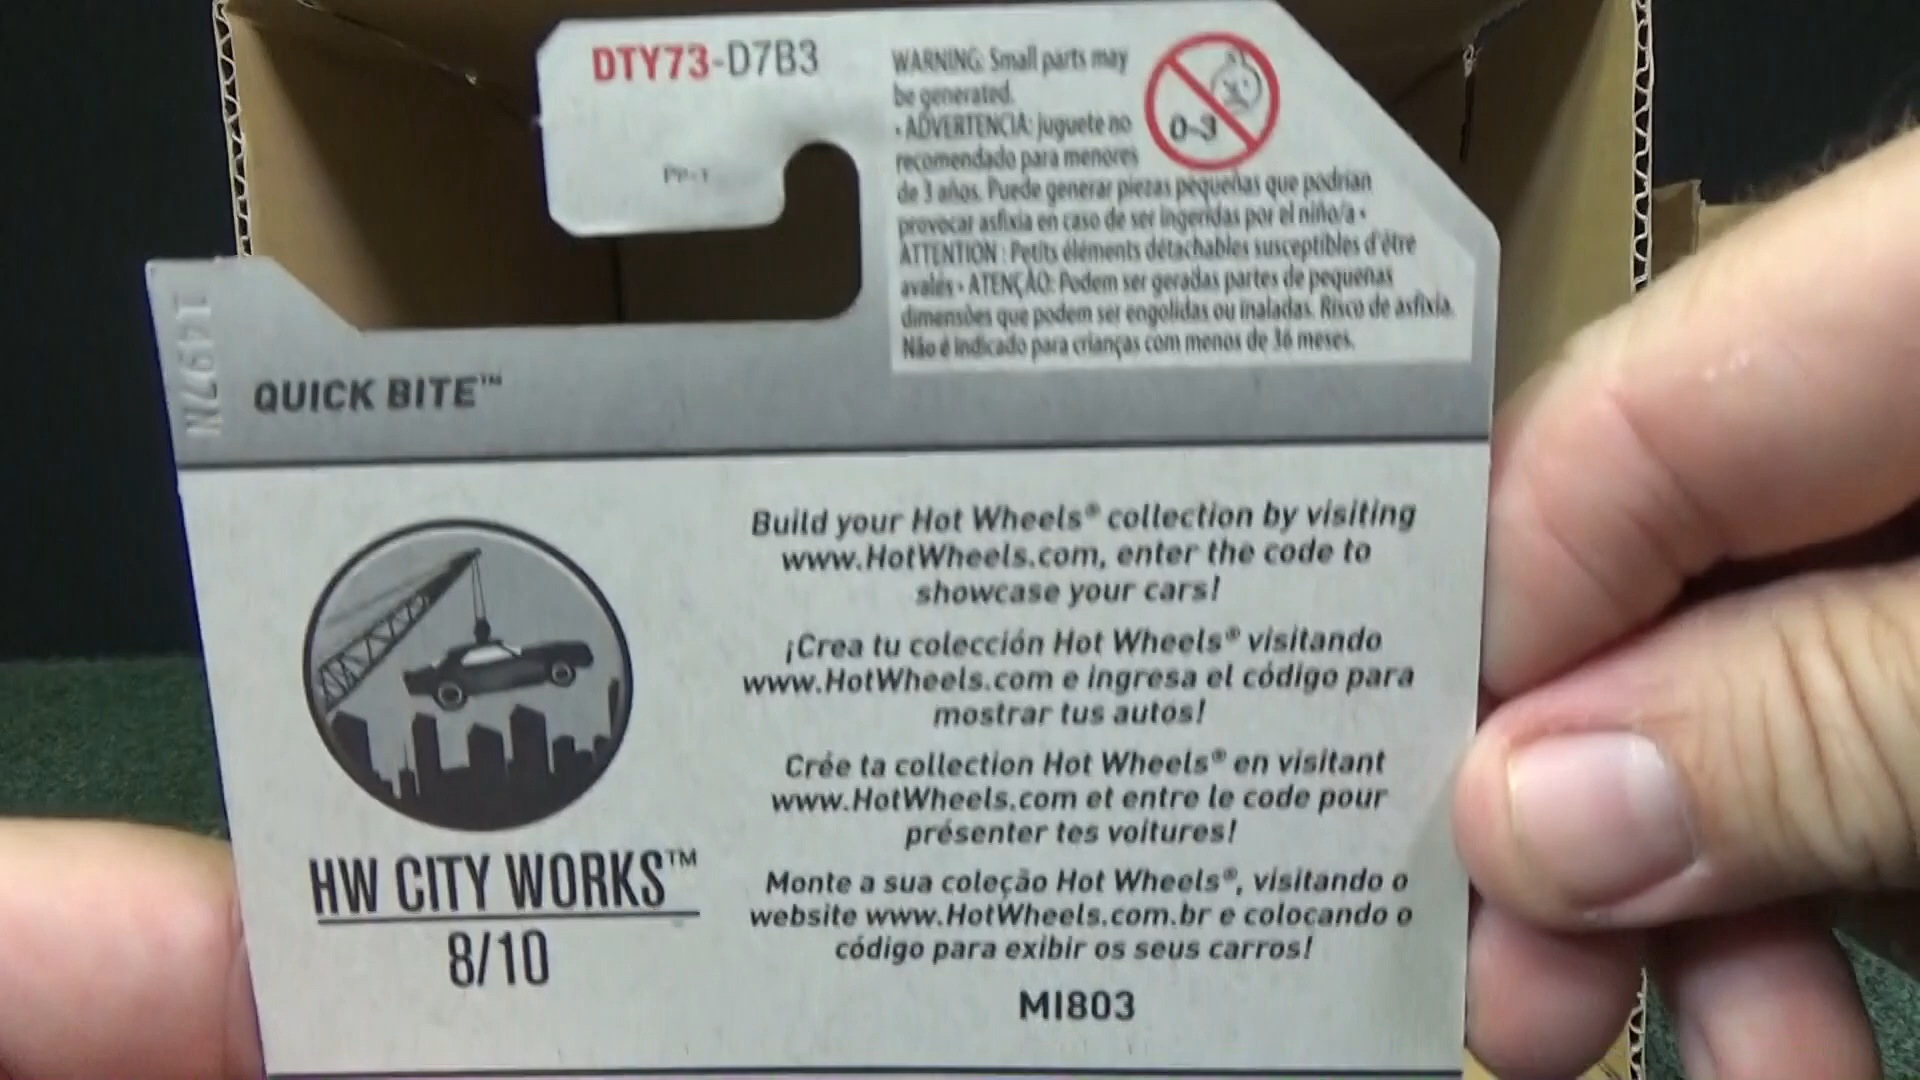 DTY73-D7B3
WARNING: Small parts may
be generated.
• ADVERTENCIA: juguete no
recomendado para menores
de 3 años. Puede generar piezas pequeñas que podrían
provocar asfixia en caso de ser ingeridas por el niño/a •
ATTENTION : Petits éléments détachables susceptibles d'être
avalés • ATENÇÃO: Podem ser geradas partes de pequenas
dimensões que podem ser engolidas ou inaladas. Risco de asfixia.
Não é indicado para crianças com menos de 36 meses.
0-3
1497N
QUICK BITE™
Build your Hot Wheels® collection by visiting
www.HotWheels.com, enter the code to
showcase your cars!
¡Crea tu colección Hot Wheels® visitando
www.HotWheels.com e ingresa el código para
mostrar tus autos!
Crée ta collection Hot Wheels® en visitant
www.HotWheels.com et entre le code pour
présenter tes voitures!
Monte a sua coleção Hot Wheels®, visitando o
website www.HotWheels.com.br e colocando o
código para exibir os seus carros!
MI803
HW CITY WORKS™
8/10